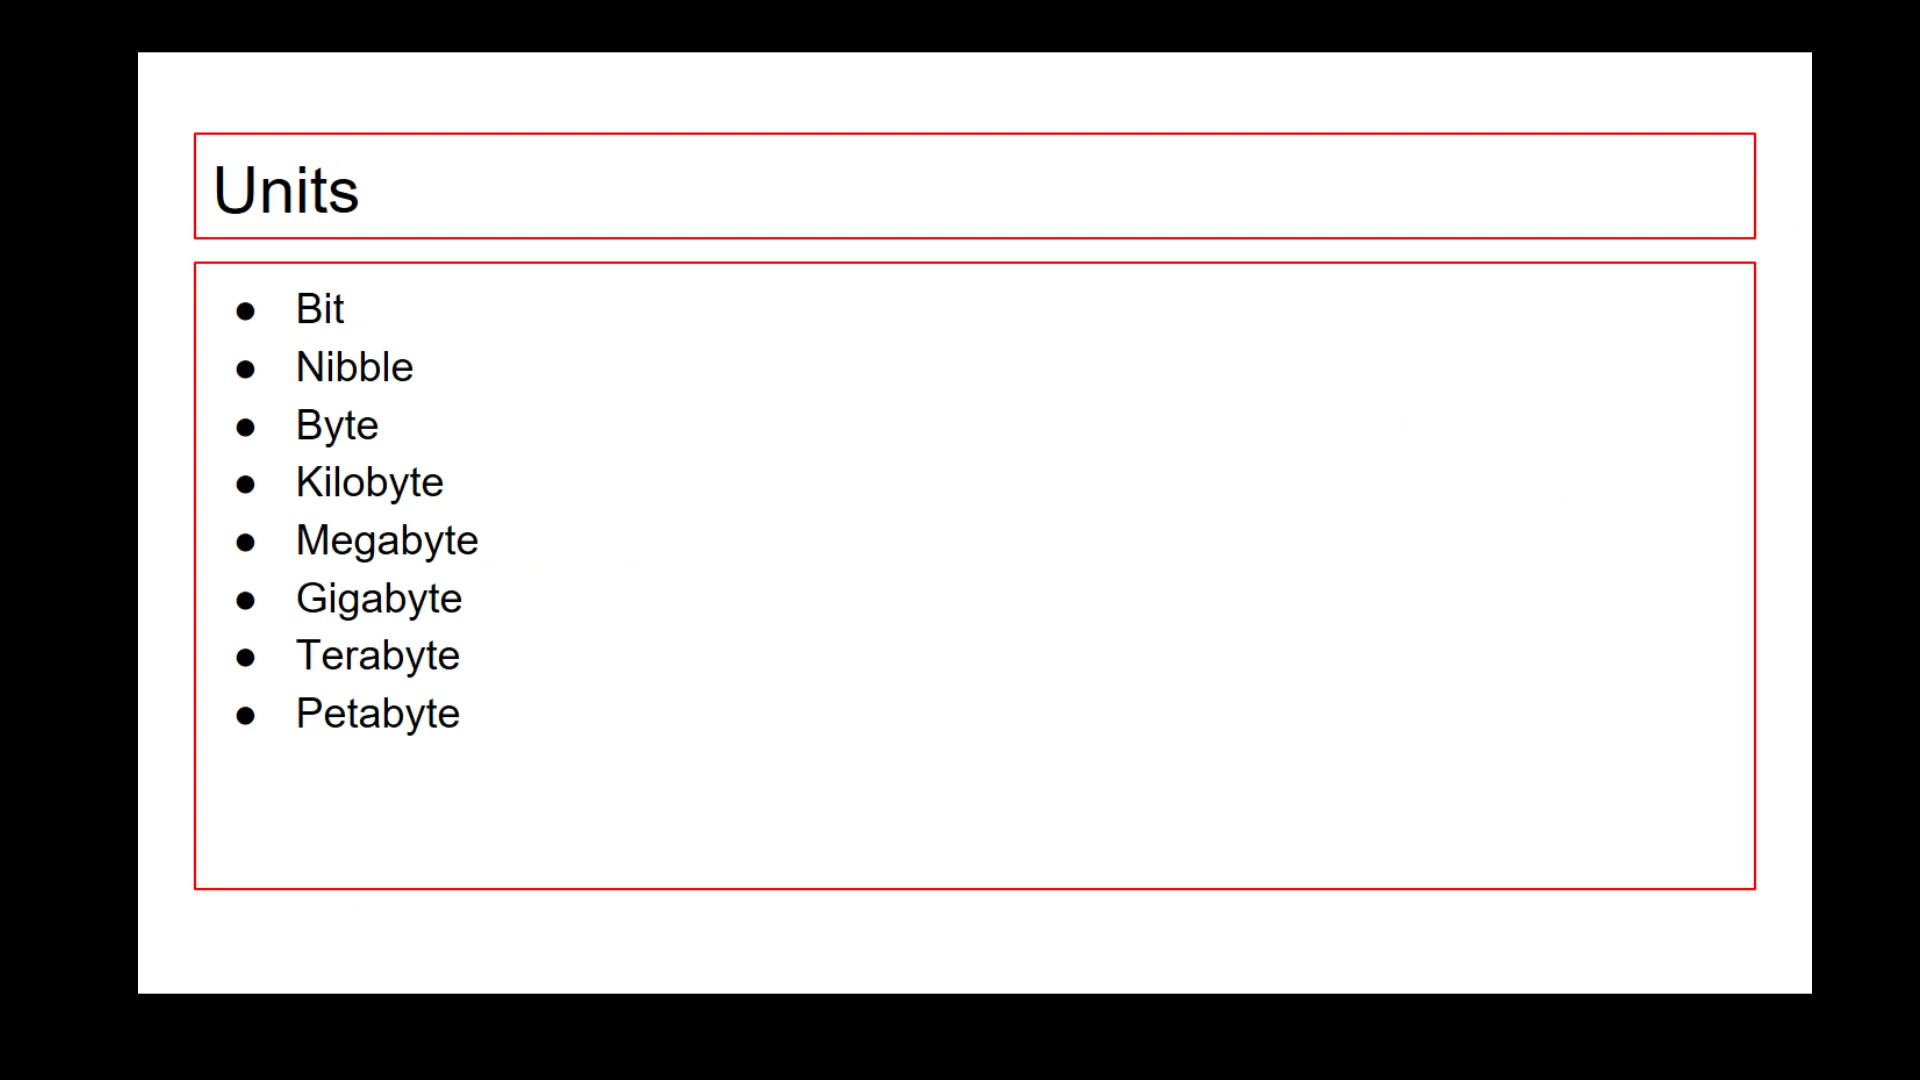 Units
● Bit
● Nibble
● Byte
● Kilobyte
● Megabyte
● Gigabyte
● Terabyte
● Petabyte